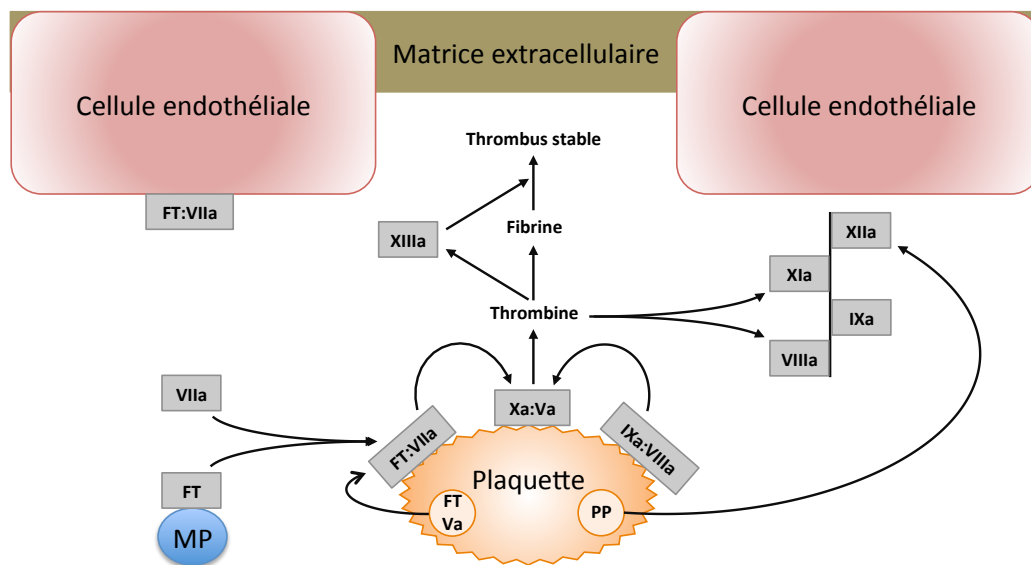 Matrice extracellulaire
Cellule endothéliale
Cellule endothéliale
Thrombus stable
FT:VIIa
XIIIa
Fibrine
XIIa
XIa
Thrombine
IXa
VIIIa
VIIa
Xa:Va
FT:VIIa
IXa:VIIIa
Plaquette
FT
FT
Va
PP
MP